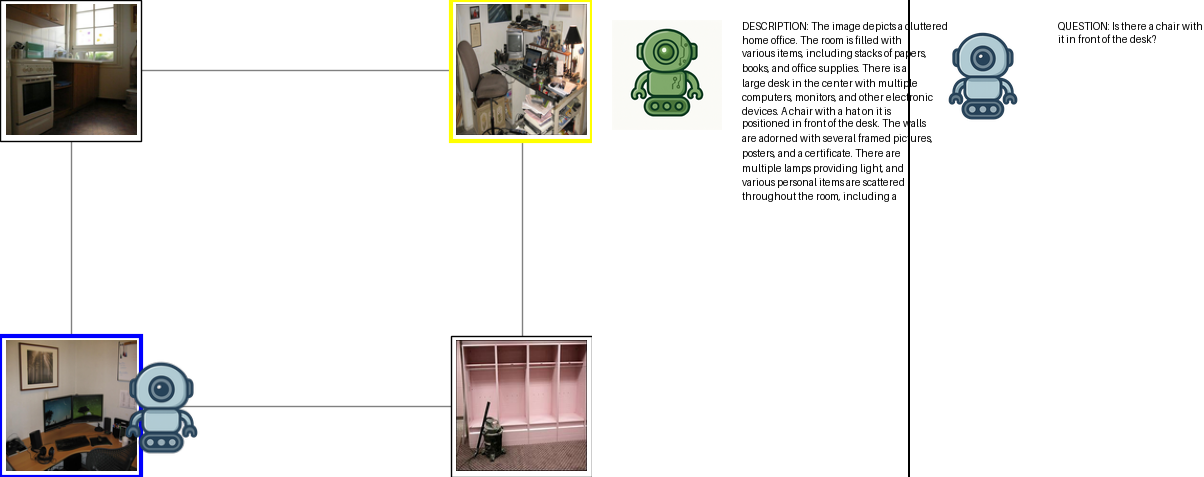 DESCRIPTION: The image depicts a cluttered
home office. The room is filled with
various items, including stacks of papers,
books, and office supplies. There is a
large desk in the center with multiple
computers, monitors, and other electronic
devices. A chair with a hat on it is
positioned in front of the desk. The walls
are adorned with several framed pictures,
posters, and a certificate. There are
multiple lamps providing light, and
various personal items are scattered
throughout the room, including a
QUESTION: Is there a chair with
it in front of the desk?